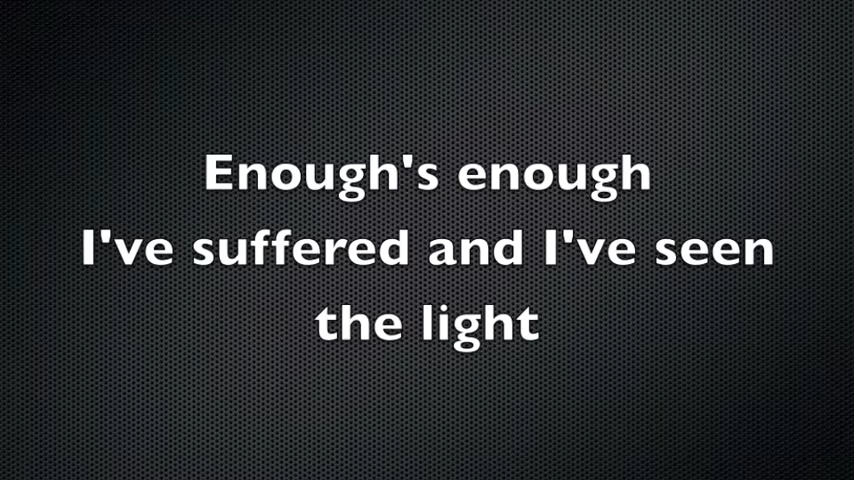 Enough's enough
I've suffered and I've seen
the light